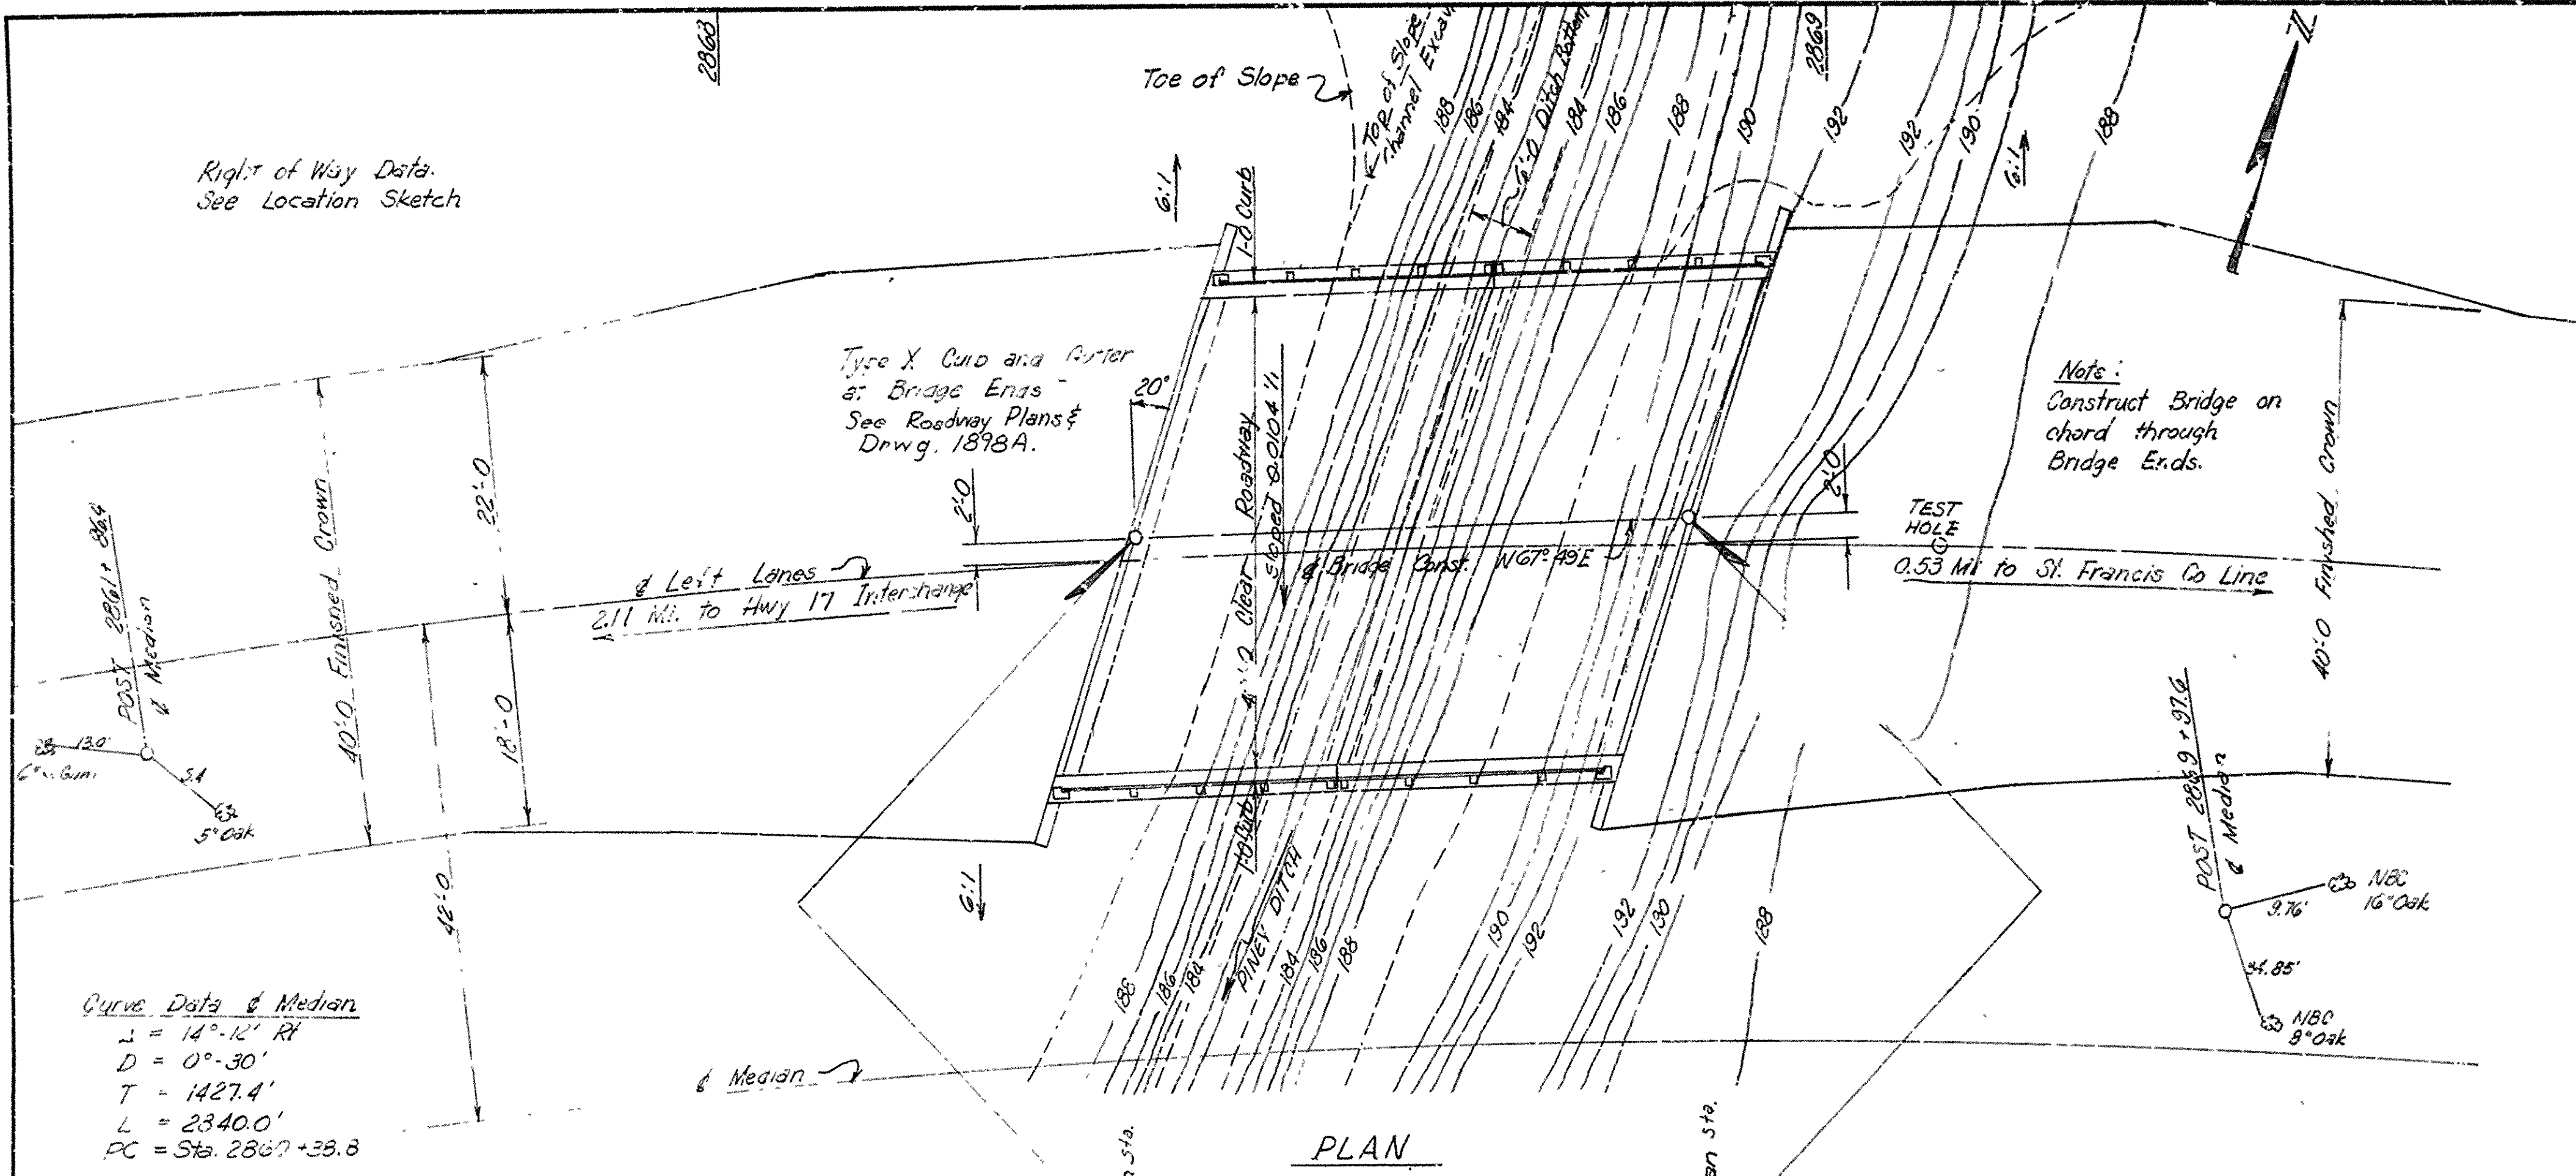 2868
2869
Toe of Slope
Top of Slope
Channel
6'-0 Ditch Bottom
188
186
184
184
186
188
190
192
192
190
188
Right of Way Data.
See Location Sketch
6:1
1-0 Curb
6:1
Type X Curb and Gutter
at Bridge Ends
See Roadway Plans &
Drwg. 1898A.
20°
Clear Roadway
Sloped 0.0104 1/1
Note:
Construct Bridge on
chord through
Bridge Ends.
40'-0 Finished Crown
22'-0
40'-0 Finished Crown
2'-0
2'-0
TEST
HOLE
℄ Bridge Const. N67°-49'E
0.53 Mi to St. Francis Co Line
℄ Left Lanes
2.11 Mi. to Hwy 17 Interchange
POST 2861+86.4
℄ Median
13.0'
Gum
5.4
5" Oak
18'-0
42'-0
6:1
1-0 Curb
PINEY DITCH
188
186
184
184
186
188
190
192
192
190
188
POST 2869+97.6
℄ Median
NBC
16" Oak
9.76'
34.85'
NBC
8" Oak
Curve Data ℄ Median
Δ = 14°-12' Rt
D = 0°-30'
T = 1427.4'
L = 2840.0'
PC = Sta. +38.8
℄ Median
sta.
sta.
PLAN